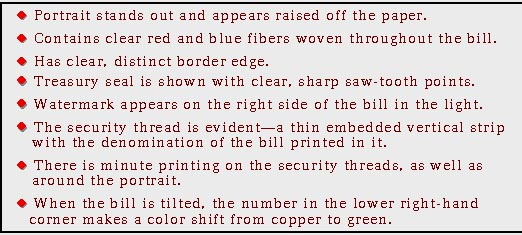 Portrait stands out and appears raised off the paper.
Contains clear red and blue fibers woven throughout the bill.
Has clear, distinct border edge.
Treasury seal is shown with clear, sharp saw-tooth points.
Watermark appears on the right side of the bill in the light.
The security thread is evident—a thin embedded vertical strip
with the denomination of the bill printed in it.
There is minute printing on the security threads, as well as
around the portrait.
When the bill is tilted, the number in the lower right-hand
corner makes a color shift from copper to green.